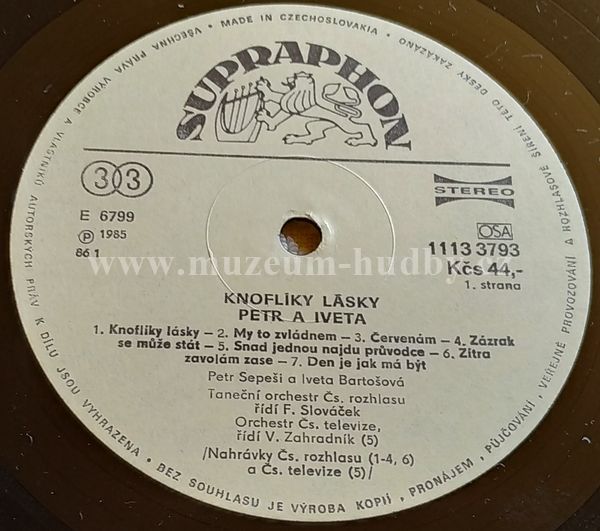 VŠECHNA PRÁVA VÝROBCE A VLASTNÍKŮ AUTORSKÝCH PRÁV K DÍLU JSOU VYHRAZENA • BEZ SOUHLASU JE VÝROBA KOPIÍ, PRONÁJEM, PŮJČOVÁNÍ, VEŘEJNÉ PROVOZOVÁNÍ A ROZHLASOVÉ ŠÍŘENÍ TÉTO DESKY ZAKÁZÁNO • MADE IN CZECHOSLOVAKIA •
SUPRAPHON
33
STEREO
E 6799
℗ 1985
86 1
OSA
1113 3793
Kčs 44,-
1. strana
www.muzeum-hudby.cz
KNOFLÍKY LÁSKY
PETR A IVETA
1. Knoflíky lásky – 2. My to zvládnem – 3. Červenám – 4. Zázrak
se může stát – 5. Snad jednou najdu průvodce – 6. Zítra
zavolám zase – 7. Den je jak má být
Petr Sepeši a Iveta Bartošová
Taneční orchestr Čs. rozhlasu
řídí F. Slováček
Orchestr Čs. televize,
řídí V. Zahradník (5)
/Nahrávky Čs. rozhlasu (1-4, 6)
a Čs. televize (5)/